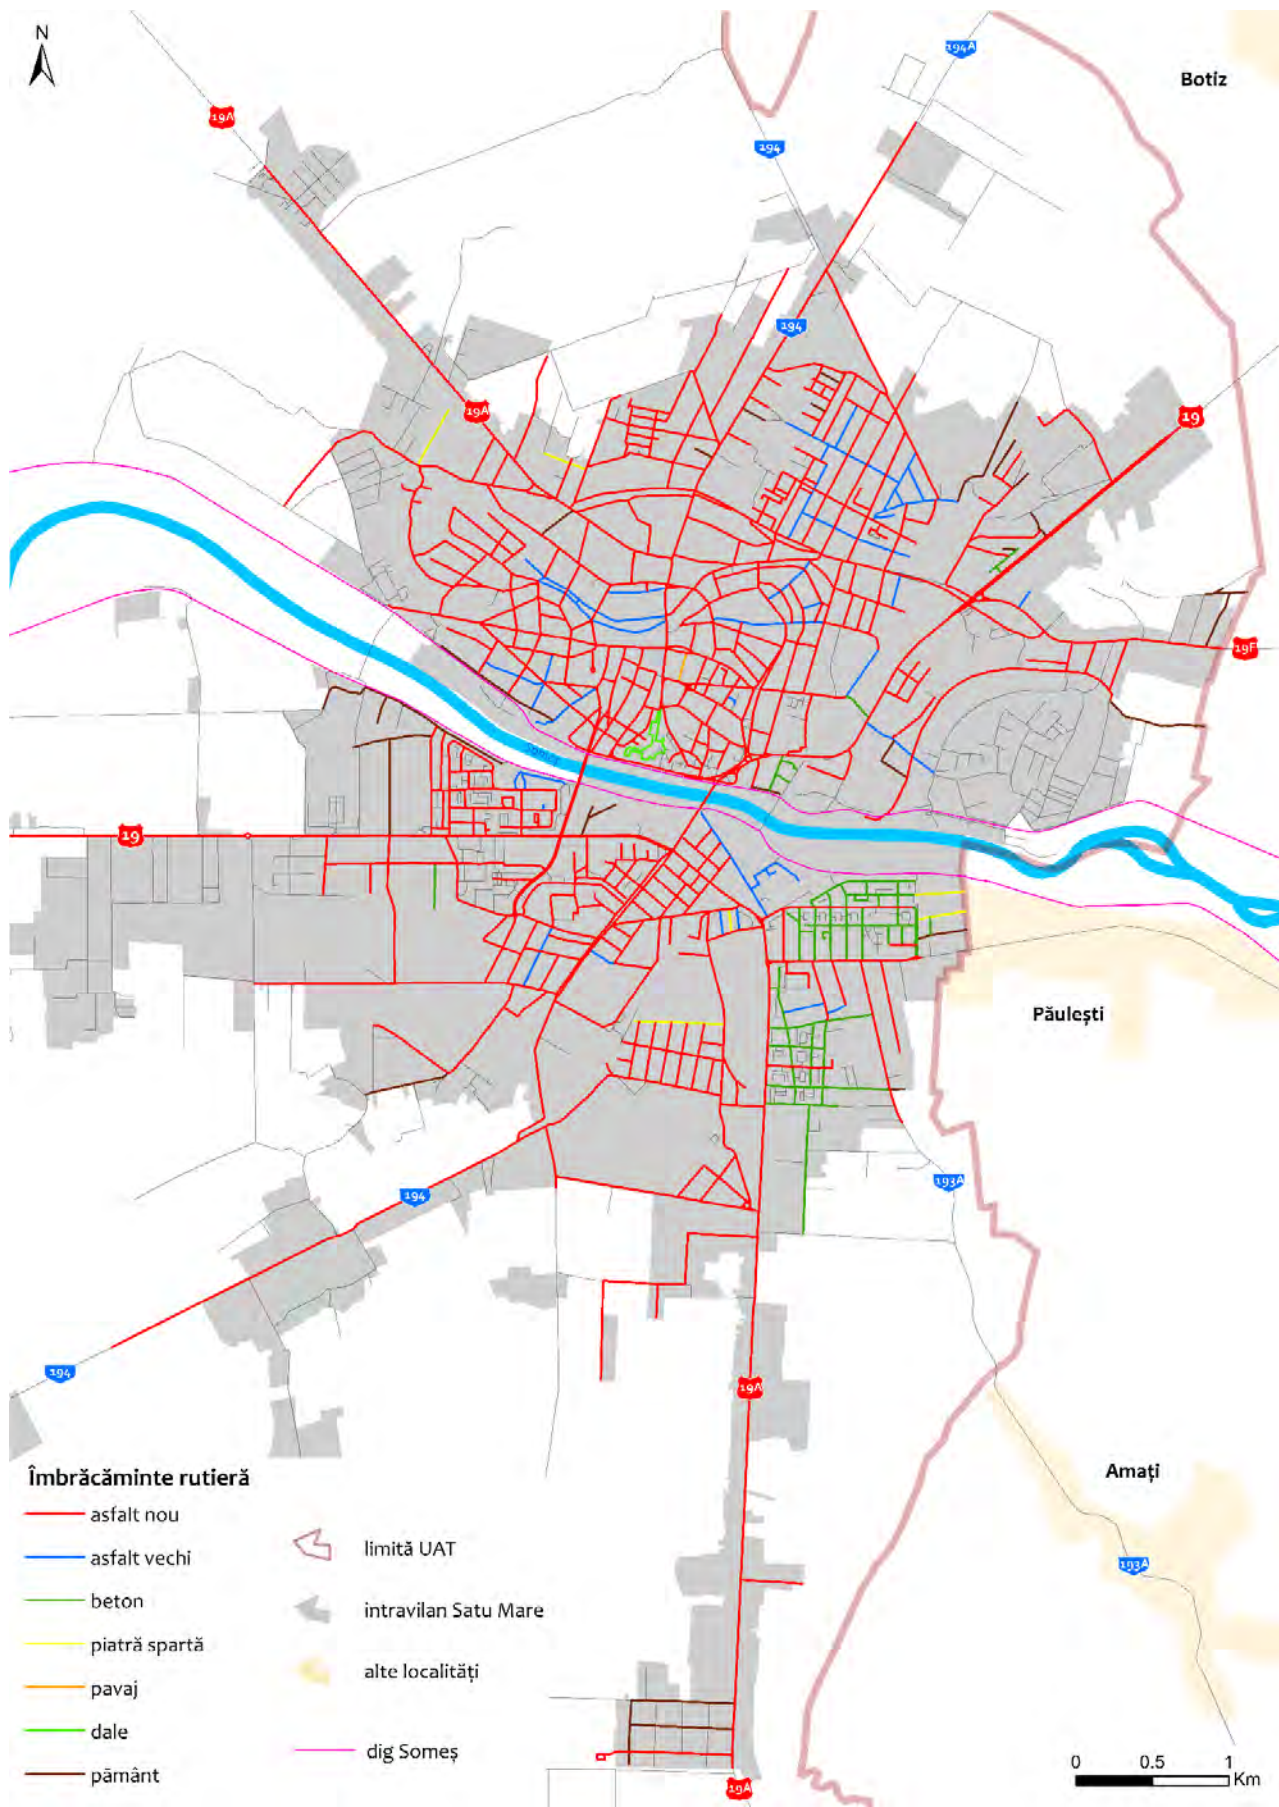 N
194A
Botiz
19A
194
194
19A
19
19F
Someș
19
Păulești
193A
194
194
19A
Amați
193A
Îmbrăcăminte rutieră
asfalt nou
asfalt vechi
beton
piatră spartă
pavaj
dale
pământ
limită UAT
intravilan Satu Mare
alte localități
dig Someș
0 0.5 1
Km
19A